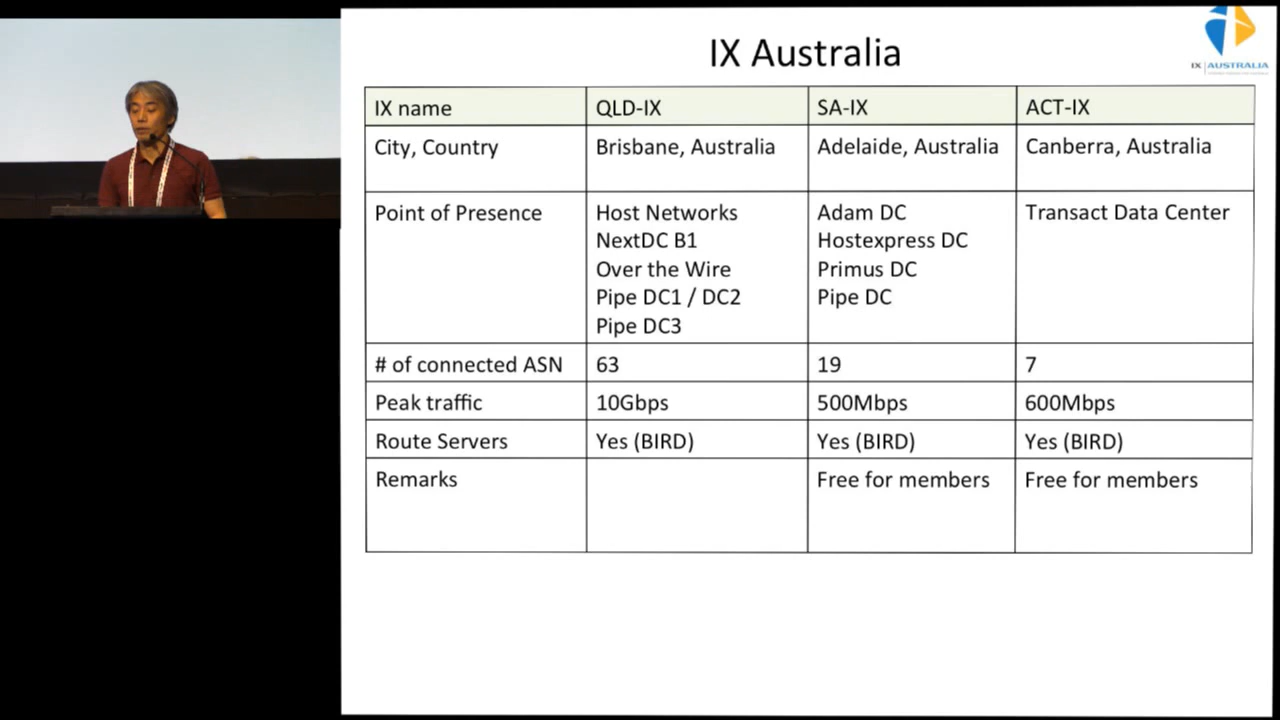 IX Australia
IX | AUSTRALIA
IX name QLD-IX SA-IX ACT-IX
City, Country Brisbane, Australia Adelaide, Australia Canberra, Australia
Point of Presence Host Networks Adam DC Transact Data Center
NextDC B1 Hostexpress DC
Over the Wire Primus DC
Pipe DC1 / DC2 Pipe DC
Pipe DC3
# of connected ASN 63 19 7
Peak traffic 10Gbps 500Mbps 600Mbps
Route Servers Yes (BIRD) Yes (BIRD) Yes (BIRD)
Remarks Free for members Free for members